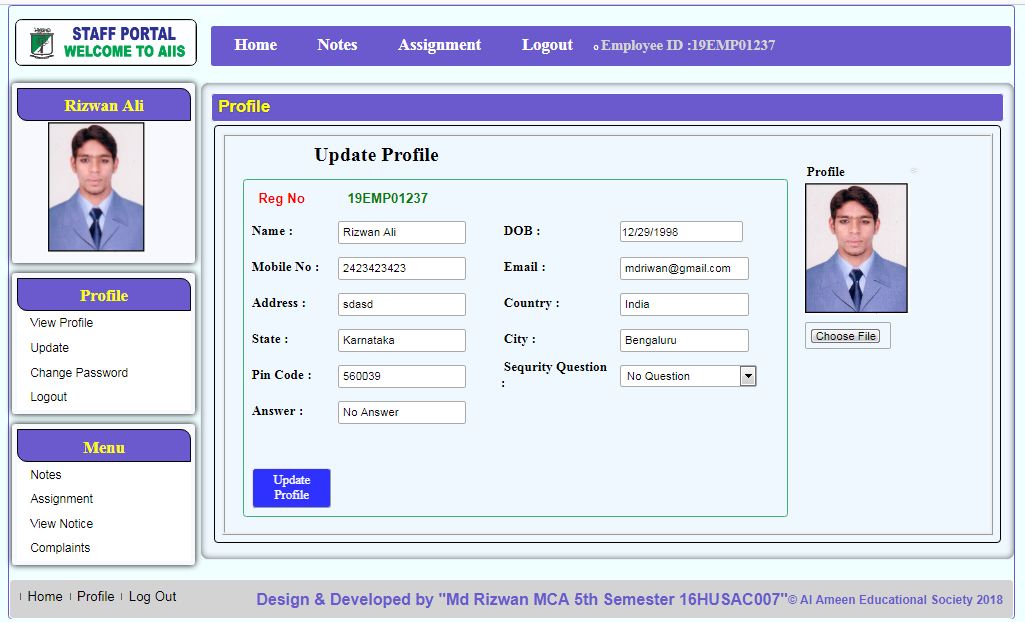 STAFF PORTAL
WELCOME TO AIIS
Home Notes Assignment Logout Employee ID :19EMP01237
Rizwan Ali
Profile
View Profile
Update
Change Password
Logout
Menu
Notes
Assignment
View Notice
Complaints
Profile
Update Profile
Reg No 19EMP01237
Name : Rizwan Ali DOB : 12/29/1998
Mobile No : 2423423423 Email : mdriwan@gmail.com
Address : sdasd Country : India
State : Karnataka City : Bengaluru
Pin Code : 560039 Sequrity Question : No Question
Answer : No Answer
Update
Profile
Profile
Choose File
Home Profile Log Out Design & Developed by "Md Rizwan MCA 5th Semester 16HUSAC007"© Al Ameen Educational Society 2018